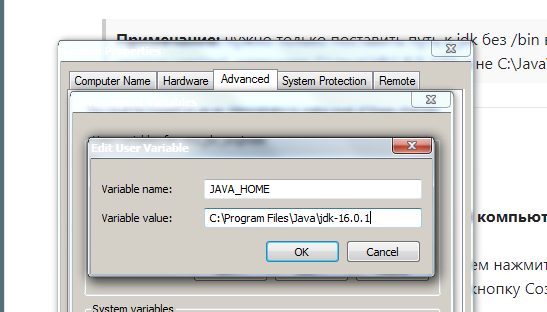 Примечание: нужно только поставить путь к jdk без /bin в
не C:\Java\
Computer Name Hardware Advanced System Protection Remote
Edit User Variable
Variable name: JAVA_HOME
Variable value: C:\Program Files\Java\jdk-16.0.1
OK Cancel
компьют
ем нажмит
кнопку Соз
System variables